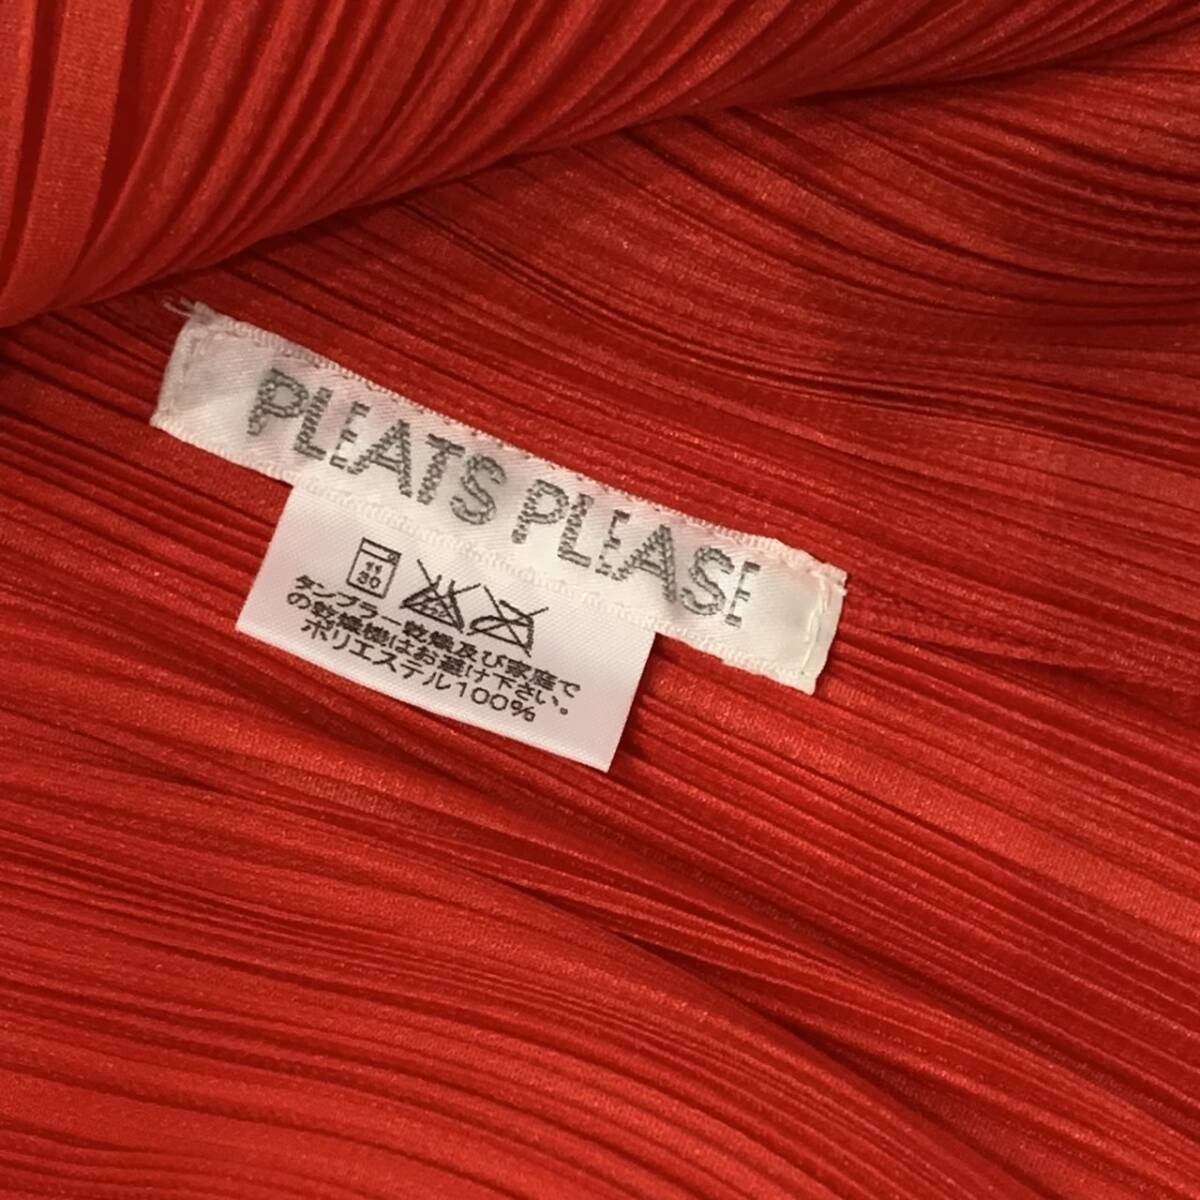 PLEATS PLEASE
11
30
タンブラー乾燥及び家庭で
の乾燥機はお避け下さい。
ポリエステル100%